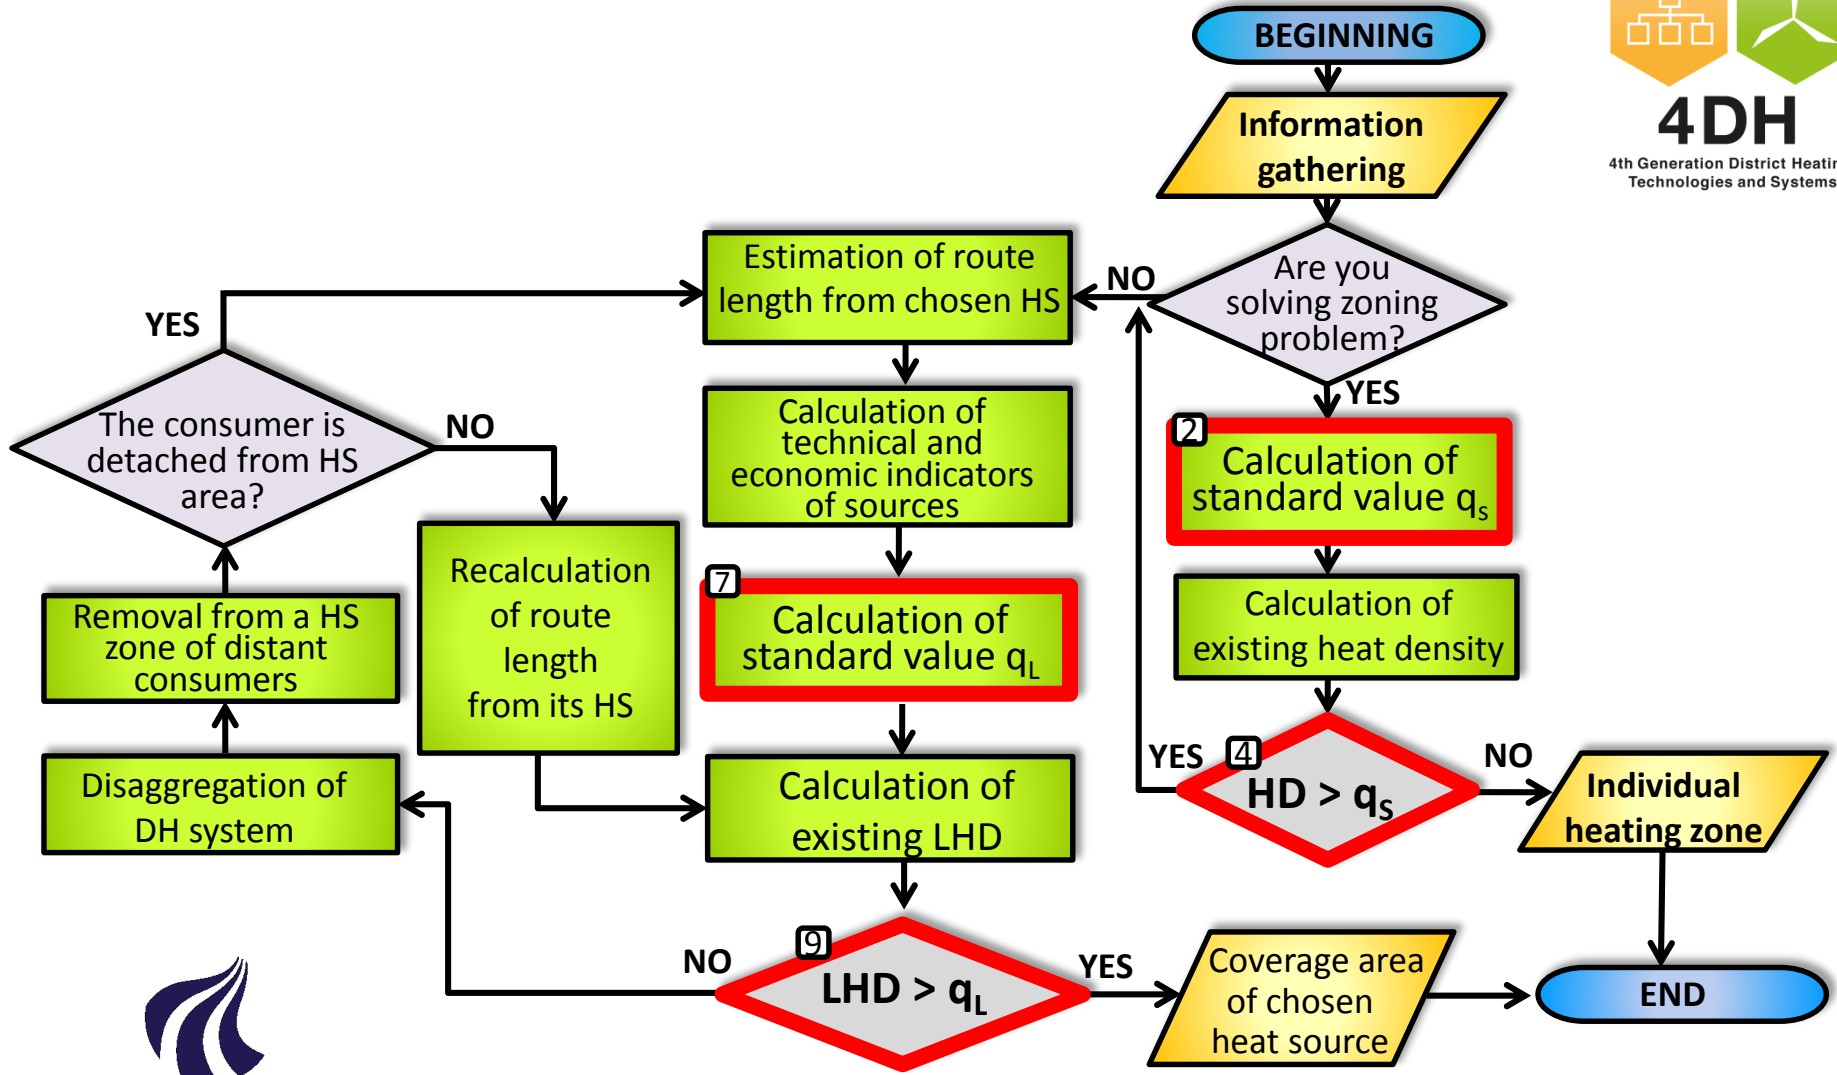 BEGINNING
Information
gathering
4DH
4th Generation District Heatin
Technologies and Systems
Are you
solving zoning
problem?
NO
YES
Estimation of route
length from chosen HS
YES
The consumer is
detached from HS
area?
NO
Calculation of
technical and
economic indicators
of sources
2
Calculation of
standard value qs
Recalculation
of route
length
from its HS
7
Calculation of
standard value qL
Calculation of
existing heat density
Removal from a HS
zone of distant
consumers
Disaggregation of
DH system
Calculation of
existing LHD
YES
4
HD > qS
NO
Individual
heating zone
NO
9
LHD > qL
YES
Coverage area
of chosen
heat source
END